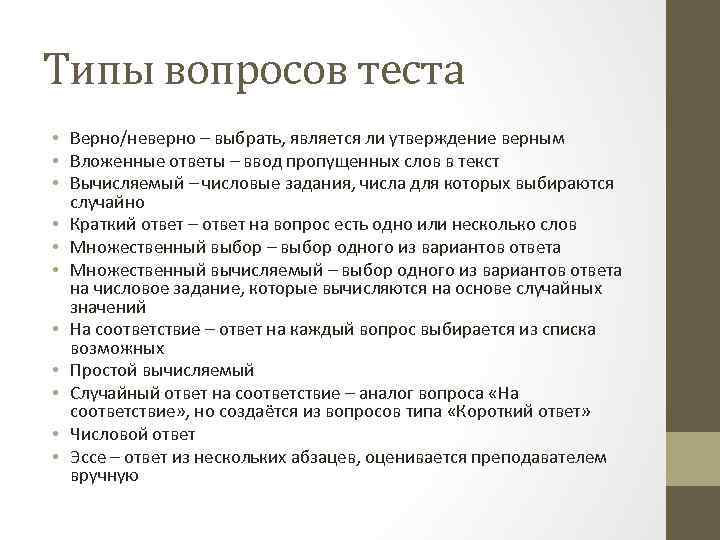 Типы вопросов теста
• Верно/неверно – выбрать, является ли утверждение верным
• Вложенные ответы – ввод пропущенных слов в текст
• Вычисляемый – числовые задания, числа для которых выбираются
случайно
• Краткий ответ – ответ на вопрос есть одно или несколько слов
• Множественный выбор – выбор одного из вариантов ответа
• Множественный вычисляемый – выбор одного из вариантов ответа
на числовое задание, которые вычисляются на основе случайных
значений
• На соответствие – ответ на каждый вопрос выбирается из списка
возможных
• Простой вычисляемый
• Случайный ответ на соответствие – аналог вопроса «На
соответствие», но создаётся из вопросов типа «Короткий ответ»
• Числовой ответ
• Эссе – ответ из нескольких абзацев, оценивается преподавателем
вручную